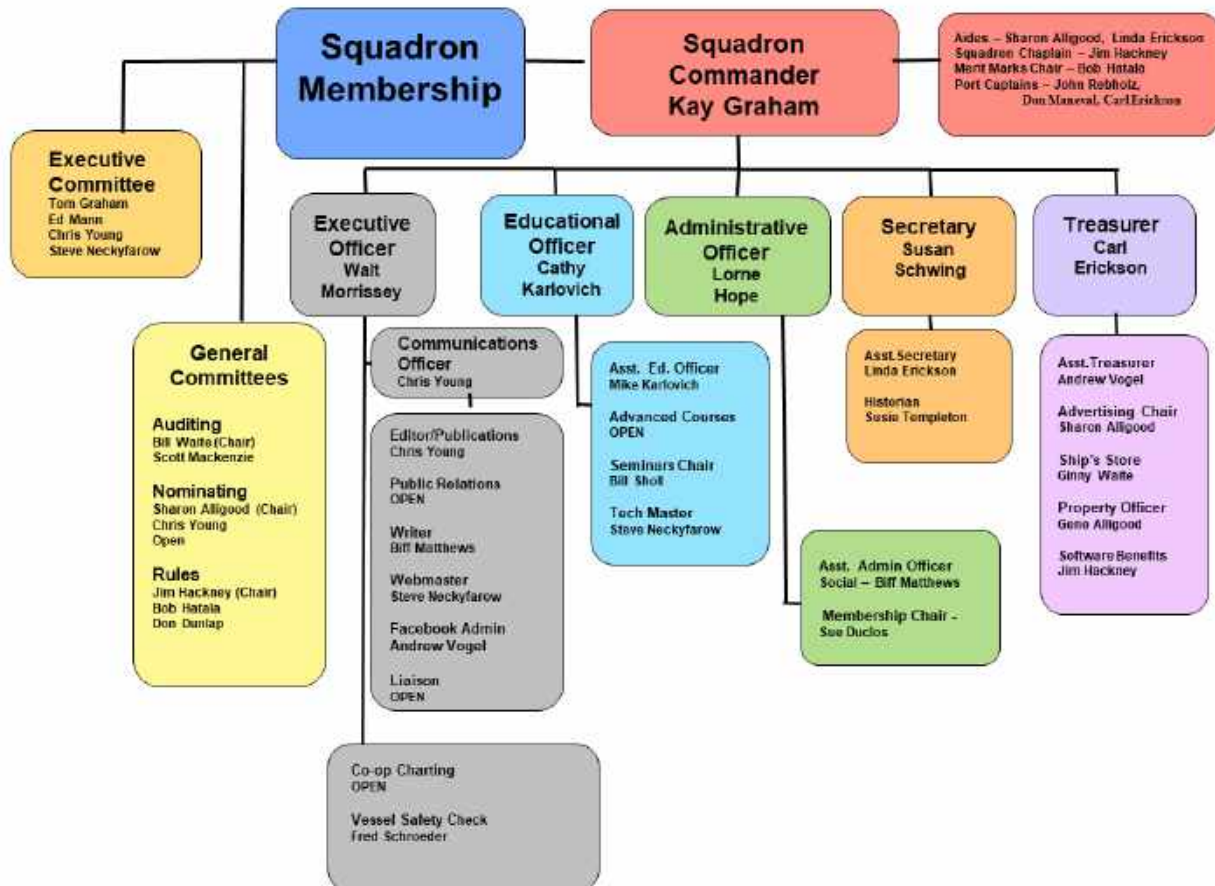 Squadron
Membership
Squadron
Commander
Kay Graham
Aides – Sharon Alligood, Linda Erickson
Squadron Chaplain – Jim Hackney
Merit Marks Chair – Bob Hatala
Port Captains – John Rebholz,
Don Maneval, Carl Erickson
Executive
Committee
Tom Graham
Ed Mann
Chris Young
Steve Neckyfarow
Executive
Officer
Walt
Morrissey
Educational
Officer
Cathy
Karlovich
Administrative
Officer
Lorne
Hope
Secretary
Susan
Schwing
Treasurer
Carl
Erickson
General
Committees
Auditing
Bill Waite (Chair)
Scott Mackenzie
Nominating
Sharon Alligood (Chair)
Chris Young
Open
Rules
Jim Hackney (Chair)
Bob Hatala
Don Dunlap
Communications
Officer
Chris Young
Editor/Publications
Chris Young
Public Relations
OPEN
Writer
Biff Matthews
Webmaster
Steve Neckyfarow
Facebook Admin
Andrew Vogel
Liaison
OPEN
Co-op Charting
OPEN
Vessel Safety Check
Fred Schroeder
Asst. Ed. Officer
Mike Karlovich
Advanced Courses
OPEN
Seminars Chair
Bill Sholl
Tech Master
Steve Neckyfarow
Asst. Admin Officer
Social – Biff Matthews
Membership Chair -
Sue Duclos
Asst.Secretary
Linda Erickson
Historian
Susie Templeton
Asst.Treasurer
Andrew Vogel
Advertising Chair
Sharon Alligood
Ship's Store
Ginny Waite
Property Officer
Gene Alligood
Software Benefits
Jim Hackney